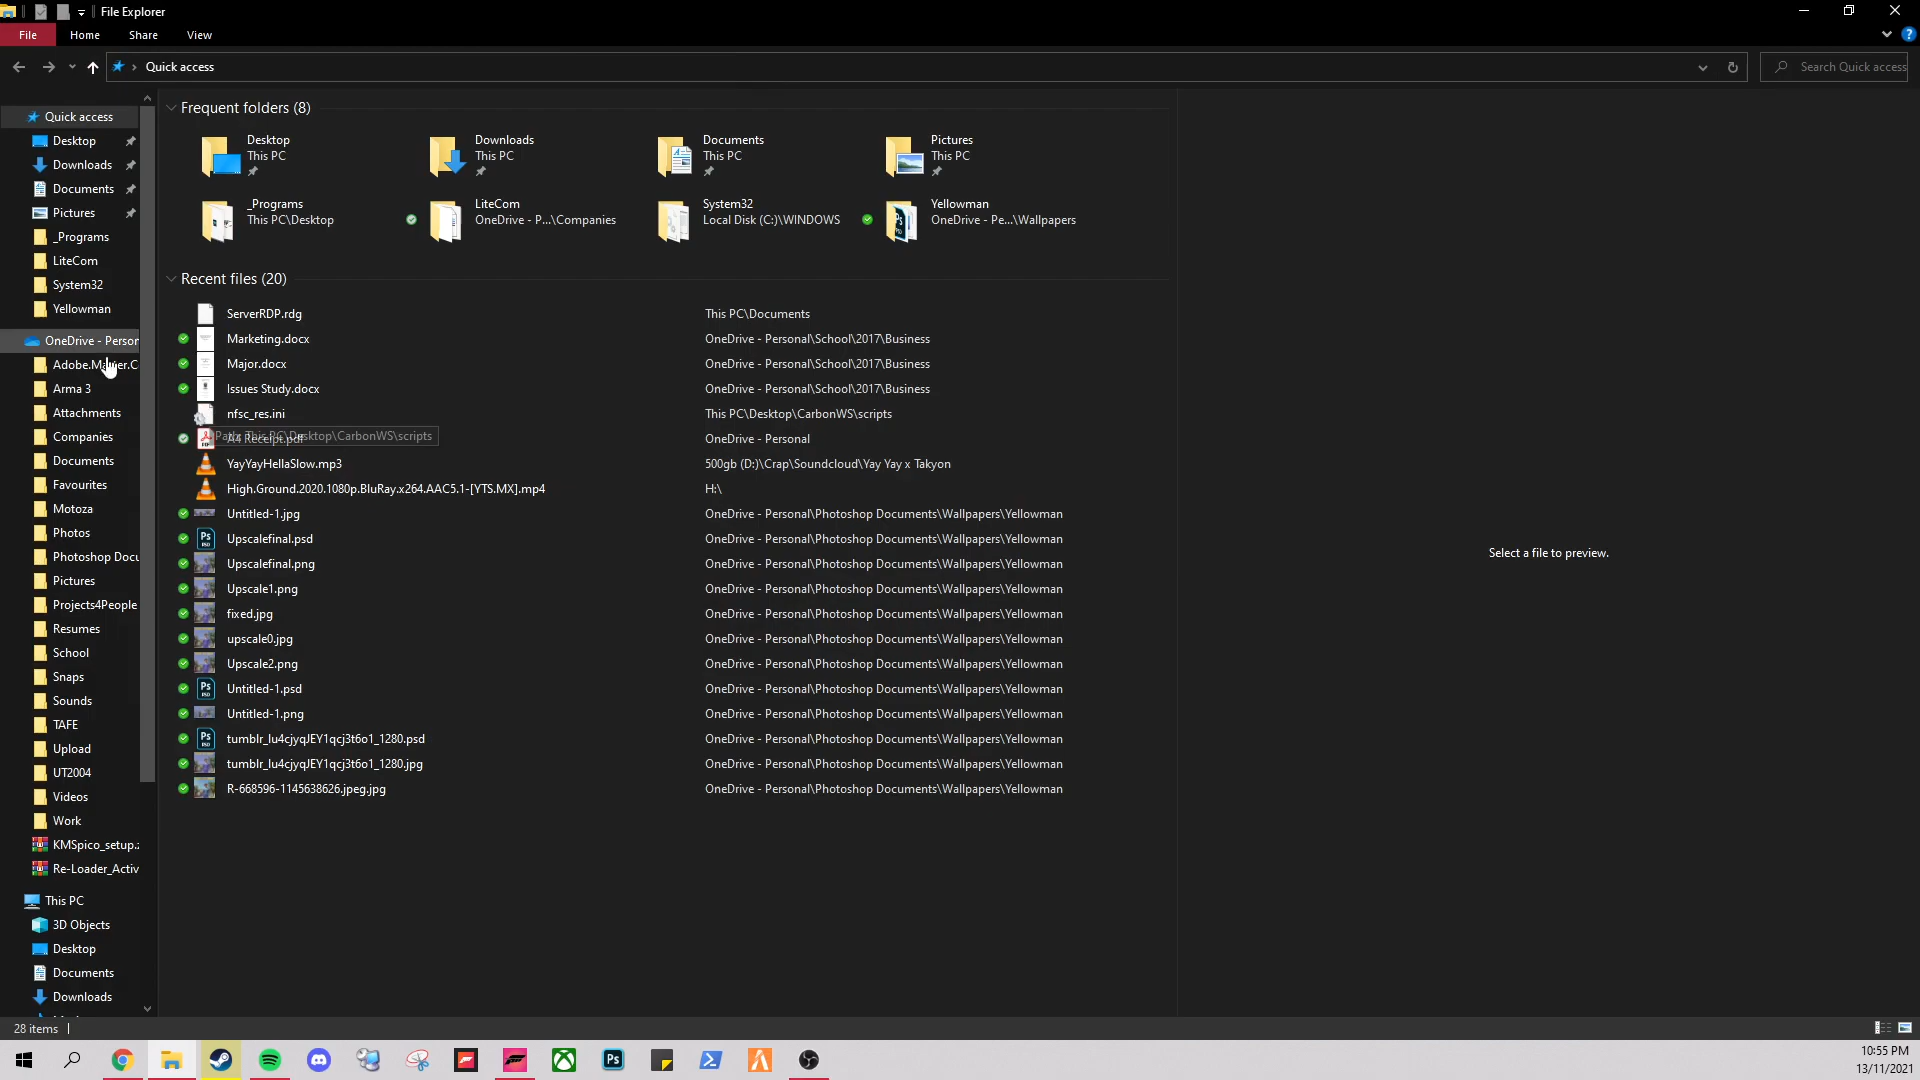 File Explorer
File
Home
Share
View
Quick access
Search Quick access
Quick access
Desktop
Downloads
Documents
Pictures
_Programs
LiteCom
System32
Yellowman
OneDrive - Person
Arma 3
Attachments
Companies
Documents
Favourites
Motoza
Photos
Photoshop Docu
Pictures
Projects4People
Resumes
School
Snaps
Sounds
TAFE
Upload
UT2004
Videos
Work
KMSpico_setup.z
Re-Loader_Activ
This PC
3D Objects
Desktop
Documents
Downloads
Frequent folders (8)
Desktop
This PC
Downloads
This PC
Documents
This PC
Pictures
This PC
_Programs
This PC\Desktop
LiteCom
OneDrive - P...\Companies
System32
Local Disk (C:)\WINDOWS
Yellowman
OneDrive - Pe...\Wallpapers
Recent files (20)
ServerRDP.rdg This PC\Documents
Marketing.docx OneDrive - Personal\School\2017\Business
Major.docx OneDrive - Personal\School\2017\Business
Issues Study.docx OneDrive - Personal\School\2017\Business
nfsc_res.ini This PC\Desktop\CarbonWS\scripts
Path: This PC\Desktop\CarbonWS\scripts
A4 Receipt.pdf OneDrive - Personal
YayYayHellaSlow.mp3 500gb (D:)\Crap\Soundcloud\Yay Yay x Takyon
High.Ground.2020.1080p.BluRay.x264.AAC5.1-[YTS.MX].mp4 H:\
Untitled-1.jpg OneDrive - Personal\Photoshop Documents\Wallpapers\Yellowman
Upscalefinal.psd OneDrive - Personal\Photoshop Documents\Wallpapers\Yellowman
Upscalefinal.png OneDrive - Personal\Photoshop Documents\Wallpapers\Yellowman
Upscale1.png OneDrive - Personal\Photoshop Documents\Wallpapers\Yellowman
fixed.jpg OneDrive - Personal\Photoshop Documents\Wallpapers\Yellowman
upscale0.jpg OneDrive - Personal\Photoshop Documents\Wallpapers\Yellowman
Upscale2.png OneDrive - Personal\Photoshop Documents\Wallpapers\Yellowman
Untitled-1.psd OneDrive - Personal\Photoshop Documents\Wallpapers\Yellowman
Untitled-1.png OneDrive - Personal\Photoshop Documents\Wallpapers\Yellowman
tumblr_lu4cjyqJEY1qcj3t6o1_1280.psd OneDrive - Personal\Photoshop Documents\Wallpapers\Yellowman
tumblr_lu4cjyqJEY1qcj3t6o1_1280.jpg OneDrive - Personal\Photoshop Documents\Wallpapers\Yellowman
R-668596-1145638626.jpeg.jpg OneDrive - Personal\Photoshop Documents\Wallpapers\Yellowman
Select a file to preview.
28 items
Ps
10:55 PM
13/11/2021